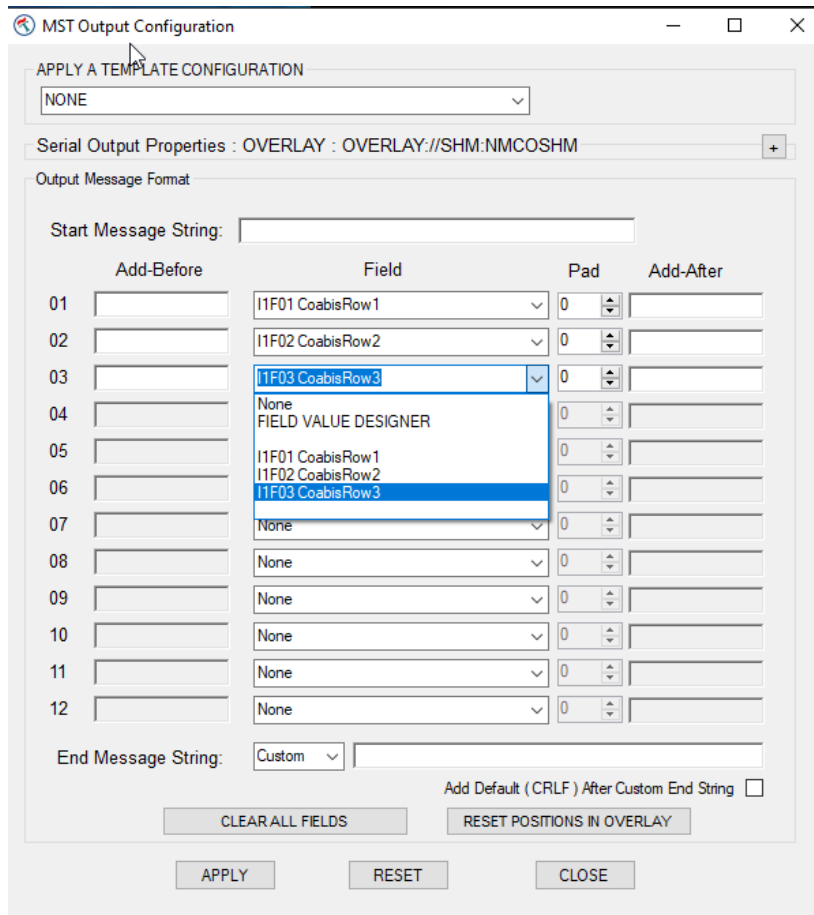 MST Output Configuration
APPLY A TEMPLATE CONFIGURATION
NONE
Serial Output Properties : OVERLAY : OVERLAY://SHM:NMCOSHM
+
Output Message Format
Start Message String:
Add-Before Field Pad Add-After
01 I1F01 CoabisRow1 0
02 I1F02 CoabisRow2 0
03 I1F03 CoabisRow3 0
None
FIELD VALUE DESIGNER
I1F01 CoabisRow1
I1F02 CoabisRow2
I1F03 CoabisRow3
04 0
05 0
06 0
07 None 0
08 None 0
09 None 0
10 None 0
11 None 0
12 None 0
End Message String: Custom
Add Default ( CRLF ) After Custom End String
CLEAR ALL FIELDS RESET POSITIONS IN OVERLAY
APPLY RESET CLOSE